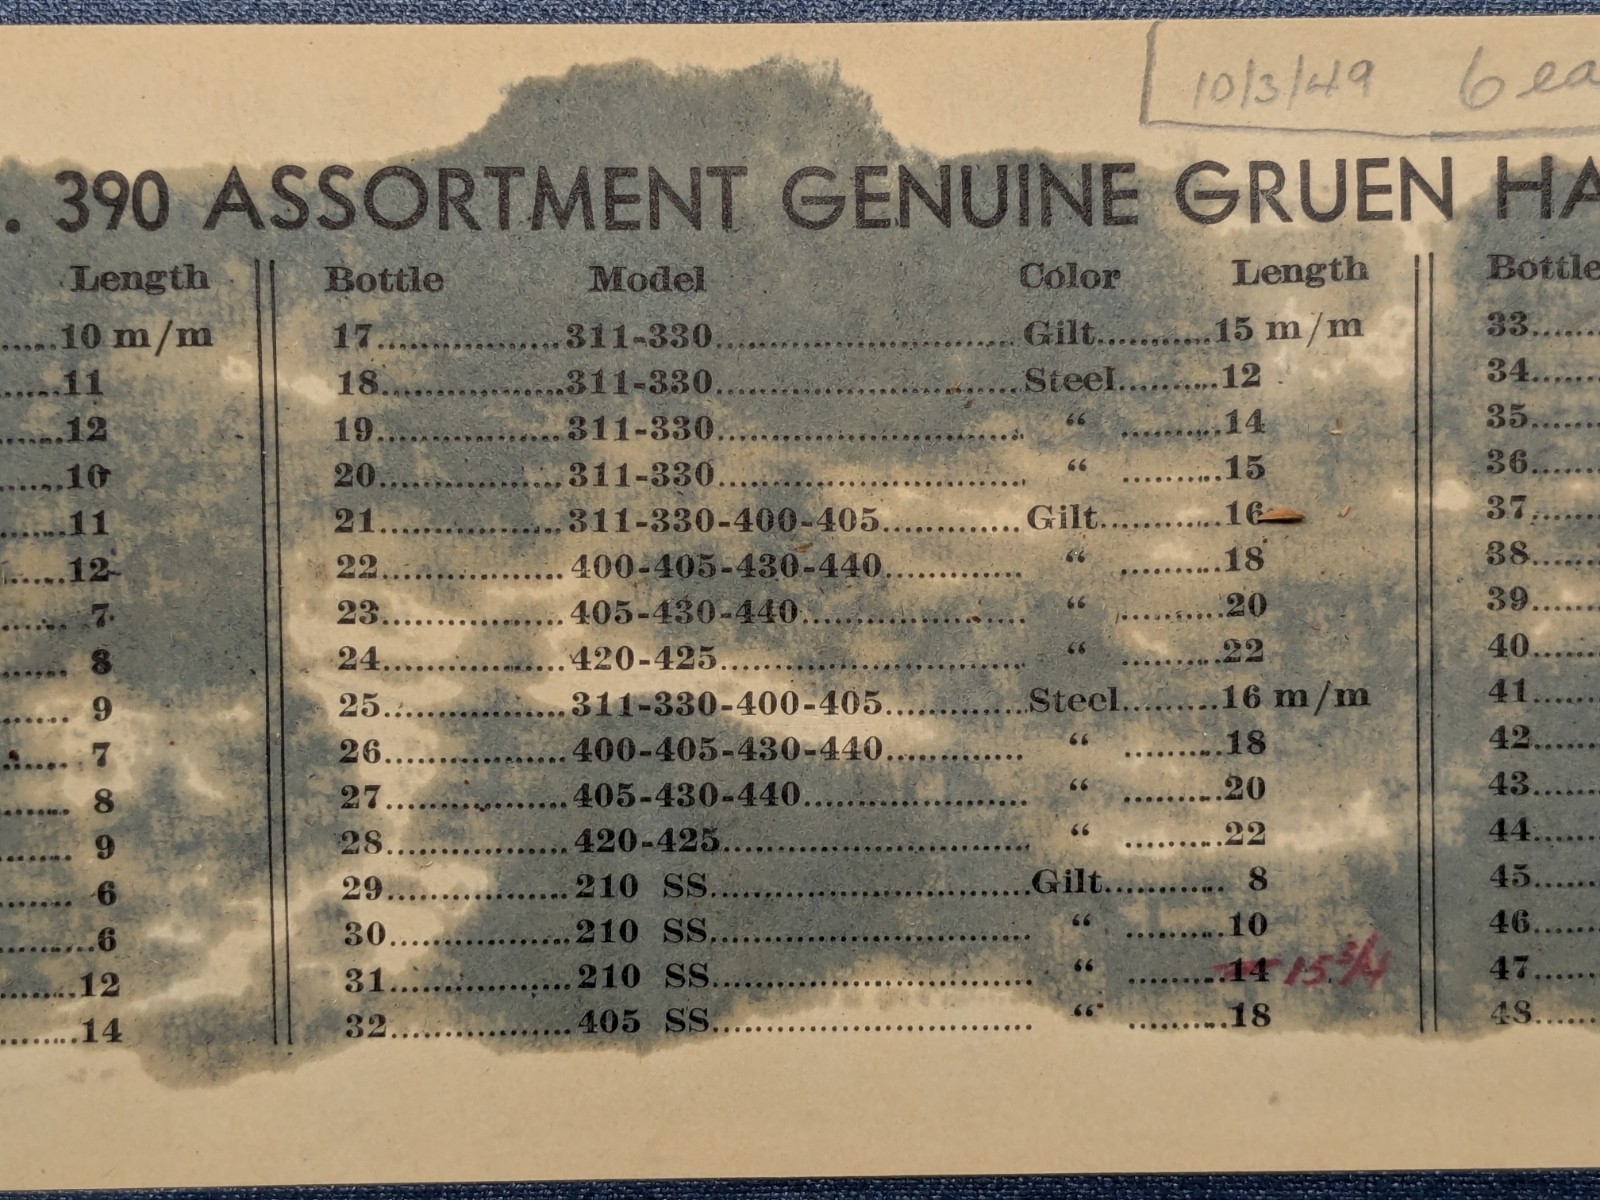 10/3/49 6 ea
. 390 ASSORTMENT GENUINE GRUEN HA
Length Bottle Model Color Length Bottle
.....10 m/m 17..................311-330.............................Gilt...........15 m/m 33......
.....11 18..................311-330.............................Steel..........12 34......
.....12 19..................311-330............................. “ ..........14 35......
.....10 20..................311-330............................. “ ..........15 36......
.....11 21..................311-330-400-405.............Gilt............16 37......
.....12 22..................400-405-430-440............. “ ..........18 38......
..... 7 23..................405-430-440..................... “ ..........20 39......
..... 8 24..................420-425............................. “ ..........22 40......
..... 9 25..................311-330-400-405.............Steel.........16 m/m 41......
..... 7 26..................400-405-430-440............. “ ..........18 42......
..... 8 27..................405-430-440..................... “ ..........20 43......
..... 9 28..................420-425............................. “ ..........22 44......
..... 6 29..................210 SS..............................Gilt............ 8 45......
.....6 30..................210 SS.............................. “ ..........10 46......
.....12 31..................210 SS.............................. “ ..........14 15 3/4 47......
.....14 32..................405 SS.............................. “ ..........18 48......